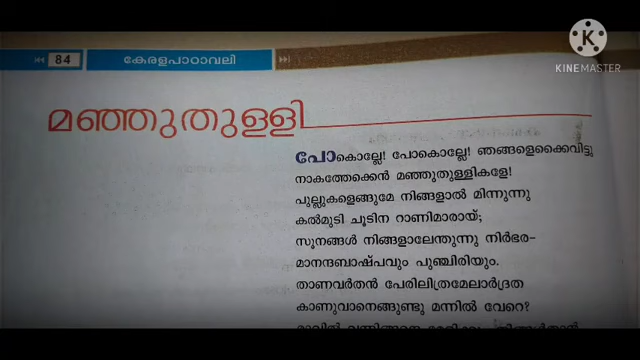 84
കേരളപാഠാവലി
KINEMASTER
മഞ്ഞുതുള്ളി
പോകൊല്ലേ! പോകൊല്ലേ! ഞങ്ങളെക്കൈവിട്ടു
നാകത്തേക്കെൻ മഞ്ഞുതുള്ളികളേ!
പുല്ലുകളെങ്ങുമേ നിങ്ങളാൽ മിന്നുന്നു
കൽമുടി ചൂടിന റാണിമാരായ്;
സൂനങ്ങൾ നിങ്ങളാലേന്തുന്നു നിർഭര-
മാനന്ദബാഷ്പവും പുഞ്ചിരിയും.
താണവർതൻ പേരിലിത്രമേലാർദ്രത
കാണുവാനെങ്ങുണ്ടു മന്നിൽ വേറെ?